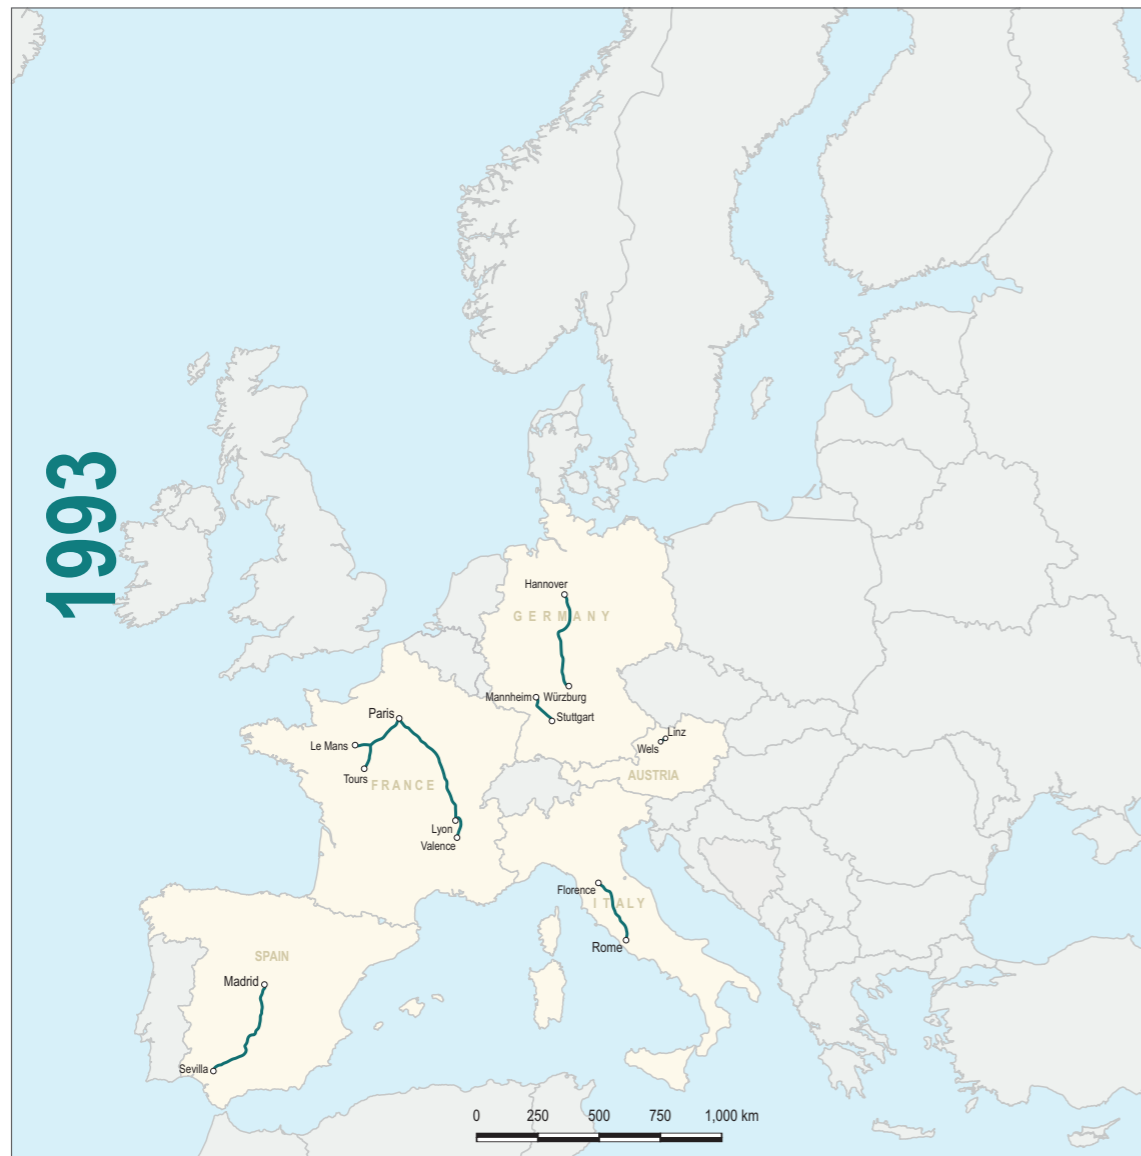 1993
Hannover
GERMANY
Mannheim
Würzburg
Stuttgart
Paris
Linz
Le Mans
Wels
Tours
FRANCE
AUSTRIA
Lyon
Valence
Florence
ITALY
Rome
SPAIN
Madrid
Sevilla
0 250 500 750 1,000 km